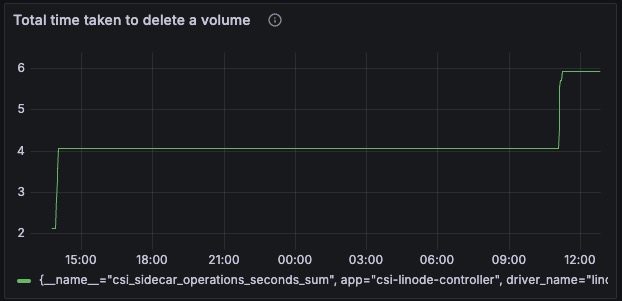 Total time taken to delete a volume
6
5
4
3
2
15:00 18:00 21:00 00:00 03:00 06:00 09:00 12:00
{__name__="csi_sidecar_operations_seconds_sum", app="csi-linode-controller", driver_name="lino